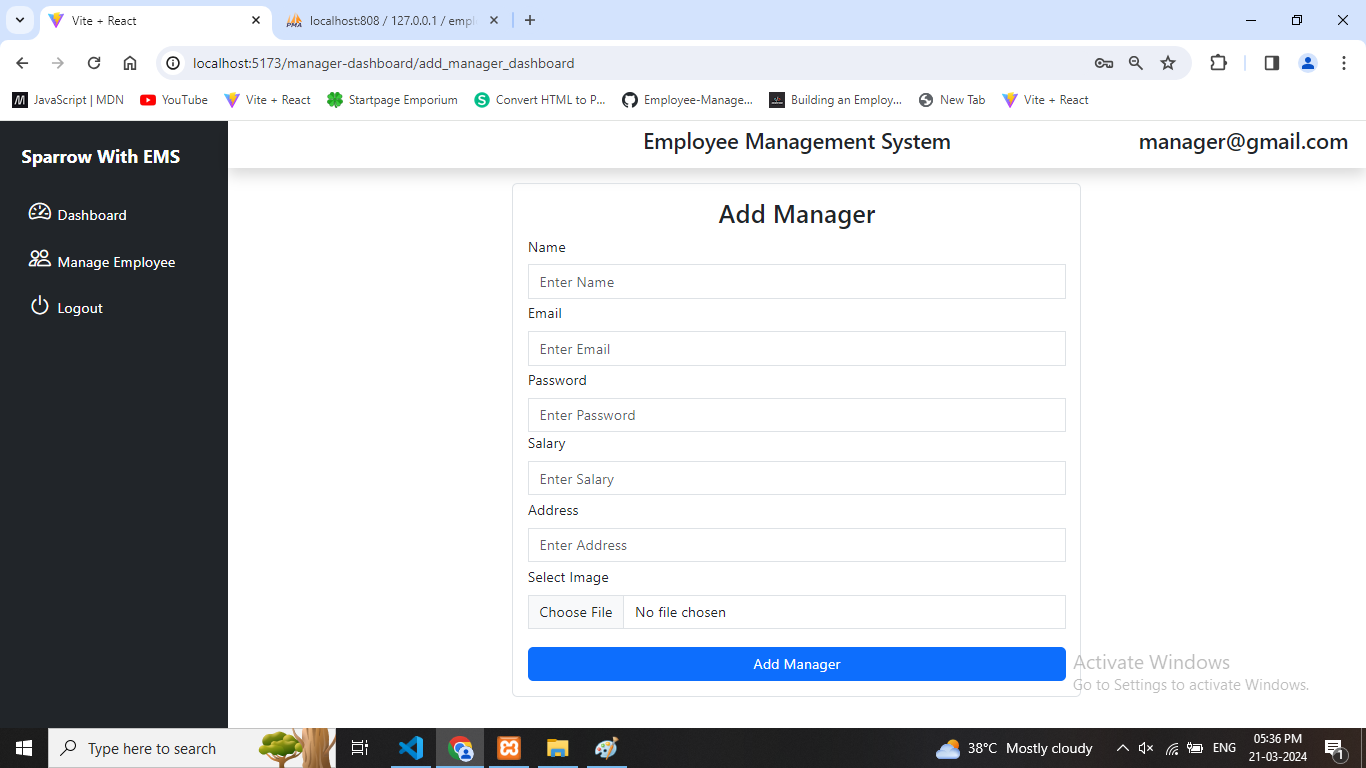 Vite + React
localhost:808 / 127.0.0.1 / empl
localhost:5173/manager-dashboard/add_manager_dashboard
JavaScript | MDN
YouTube
Vite + React
Startpage Emporium
Convert HTML to P...
Employee-Manage...
Building an Employ...
New Tab
Vite + React
Sparrow With EMS
Employee Management System
manager@gmail.com
Dashboard
Manage Employee
Logout
Add Manager
Name
Enter Name
Email
Enter Email
Password
Enter Password
Salary
Enter Salary
Address
Enter Address
Select Image
Choose File
No file chosen
Add Manager
Activate Windows
Go to Settings to activate Windows.
Type here to search
38°C Mostly cloudy
ENG
05:36 PM
21-03-2024
1